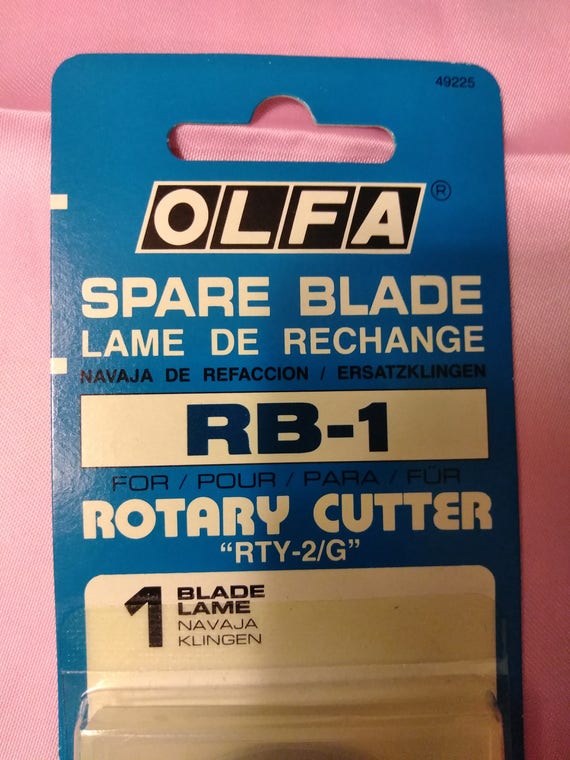 49225
OLFA®
SPARE BLADE
LAME DE RECHANGE
NAVAJA DE REFACCION / ERSATZKLINGEN
RB-1
FOR / POUR / PARA / FÜR
ROTARY CUTTER
"RTY-2/G"
1 BLADE
LAME
NAVAJA
KLINGEN